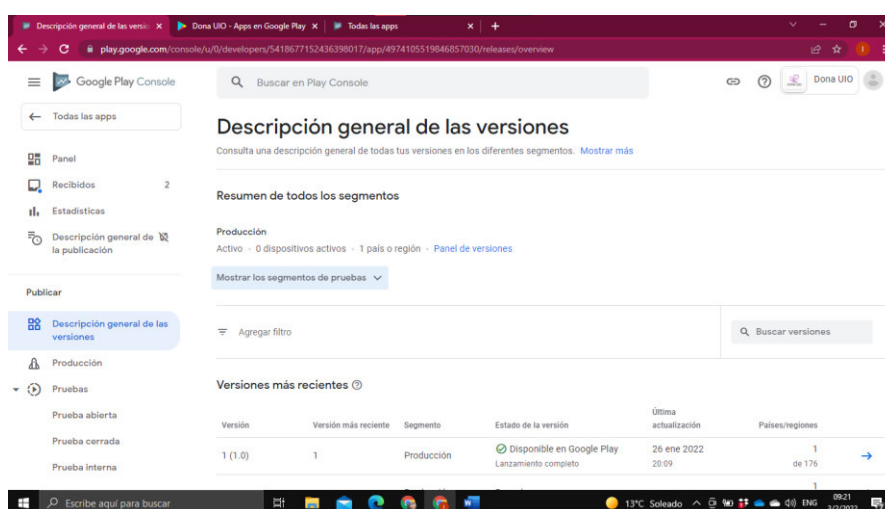 Descripción general de las versio
Dona UIO - Apps en Google Play
Todas las apps
play.google.com/console/u/0/developers/5418677152436398017/app/4974105519846857030/releases/overview
Google Play Console
Buscar en Play Console
Dona UIO
Todas las apps
Panel
Recibidos 2
Estadísticas
Descripción general de
la publicación
Publicar
Descripción general de las
versiones
Producción
Pruebas
Prueba abierta
Prueba cerrada
Prueba interna
Descripción general de las versiones
Consulta una descripción general de todas tus versiones en los diferentes segmentos. Mostrar más
Resumen de todos los segmentos
Producción
Activo · 0 dispositivos activos · 1 país o región · Panel de versiones
Mostrar los segmentos de pruebas
Agregar filtro
Buscar versiones
Versiones más recientes
Versión Versión más reciente Segmento Estado de la versión Última actualización Países/regiones
1 (1.0) 1 Producción Disponible en Google Play 26 ene 2022 1
Lanzamiento completo 20:09 de 176
1
Escribe aquí para buscar
13°C Soleado ENG 09:21
3/2/2022